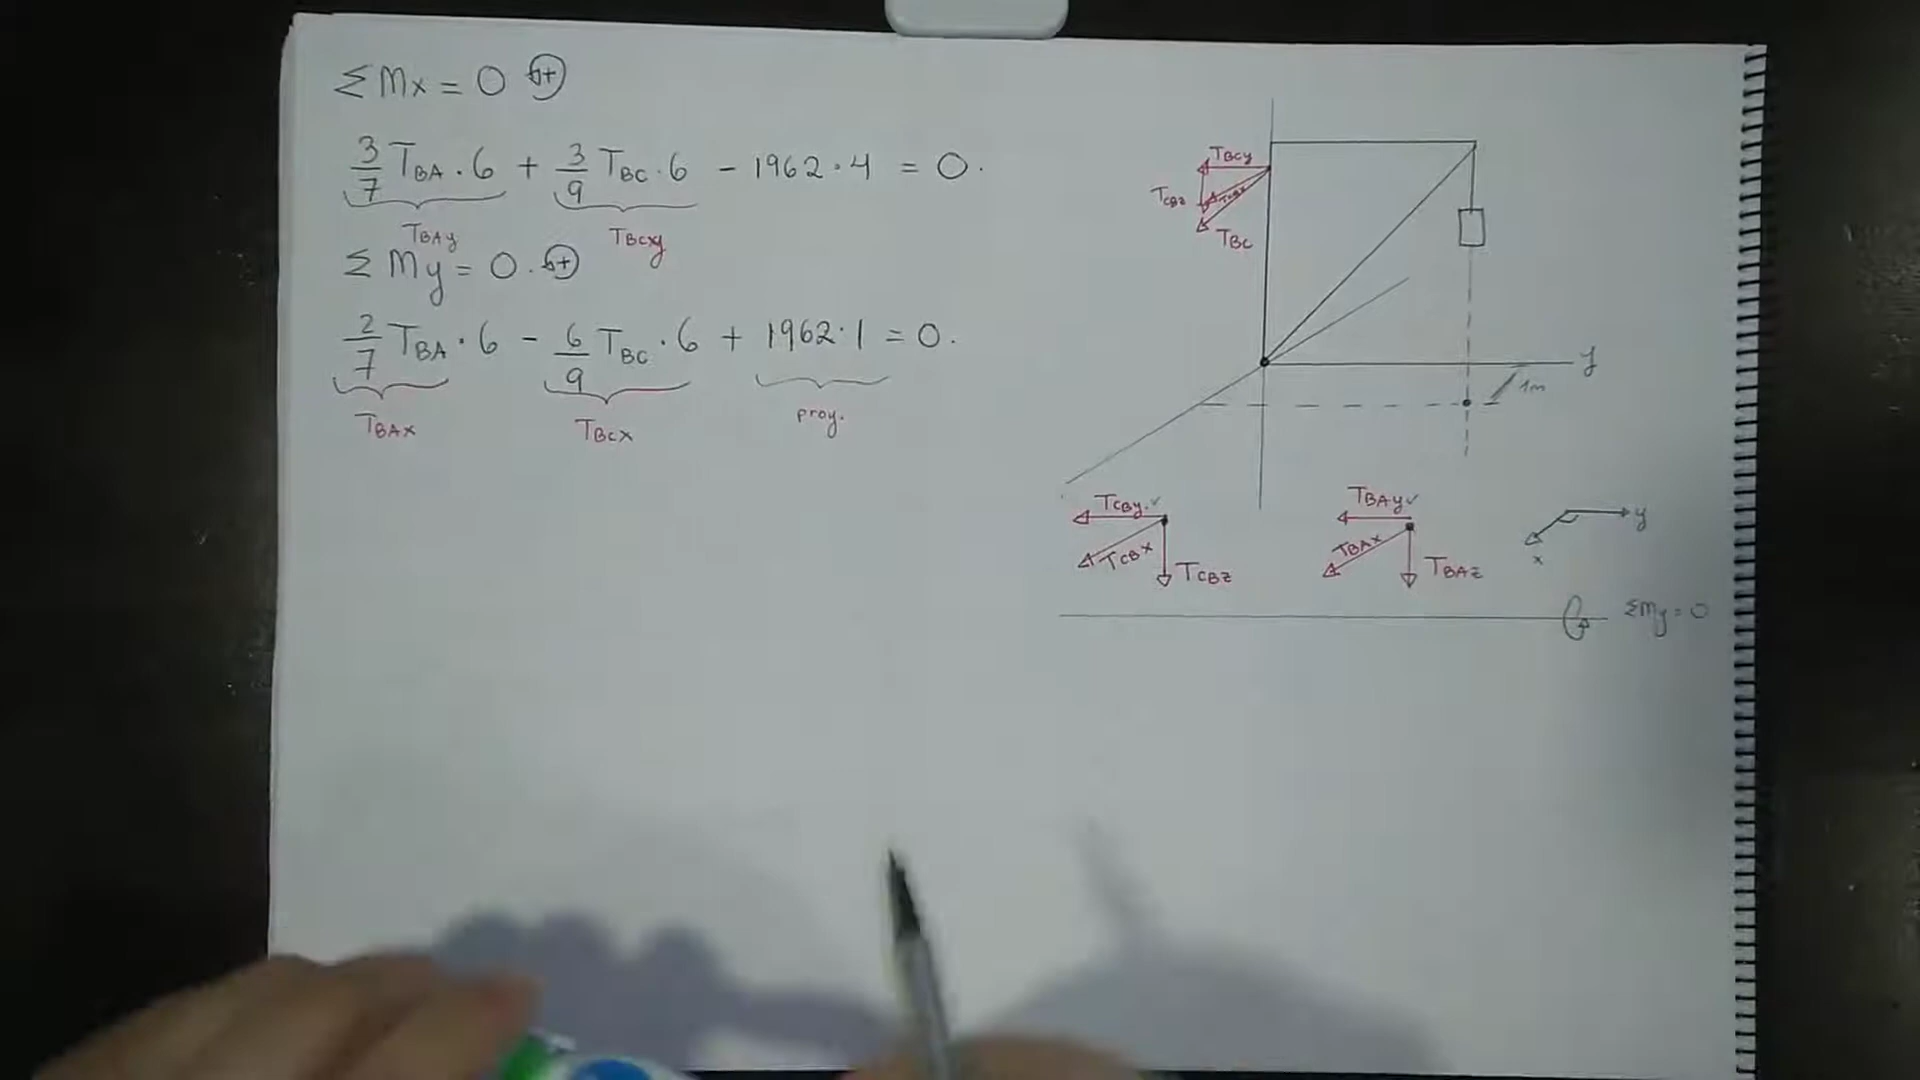 ΣMx = 0 ↺+
3/7 TBA · 6 + 3/9 TBC · 6 - 1962 · 4 = 0.
TBAy TBCxy
ΣMy = 0. ↺+
2/7 TBA · 6 - 6/9 TBC · 6 + 1962 · 1 = 0.
TBAx TBCx proy.
TBCy
TCBz
TBC
y
1m
TCBy. ✓
TCBx
TCBz
TBAy ✓
TBAx
TBAz
y
x
ΣMy = 0